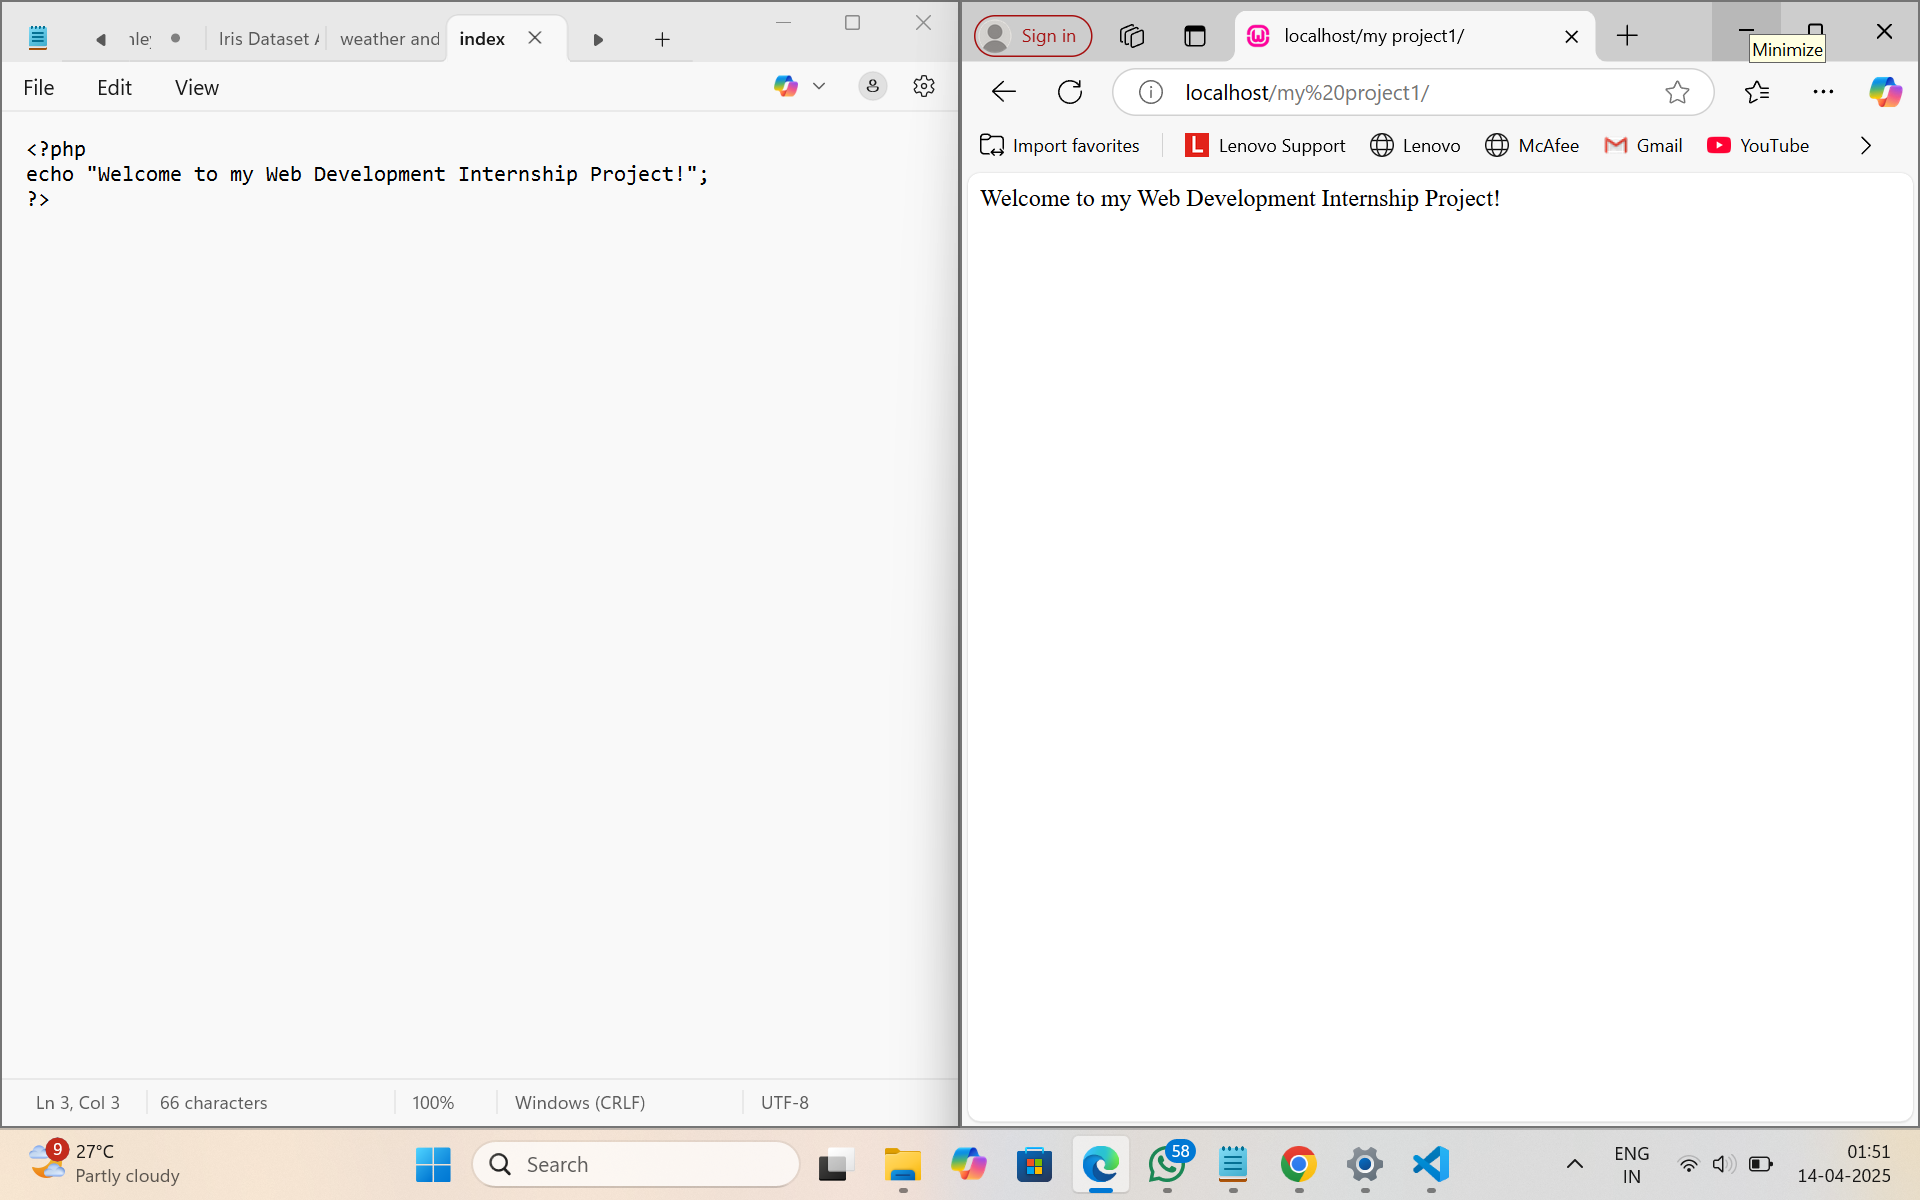 Iris Dataset
weather and
index
File
Edit
View
<?php
echo "Welcome to my Web Development Internship Project!";
?>
Ln 3, Col 3
66 characters
100%
Windows (CRLF)
UTF-8
Sign in
localhost/my project1/
Minimize
localhost/my%20project1/
Import favorites
L
Lenovo Support
Lenovo
McAfee
Gmail
YouTube
Welcome to my Web Development Internship Project!
9
27°C
Partly cloudy
Search
58
ENG
IN
01:51
14-04-2025